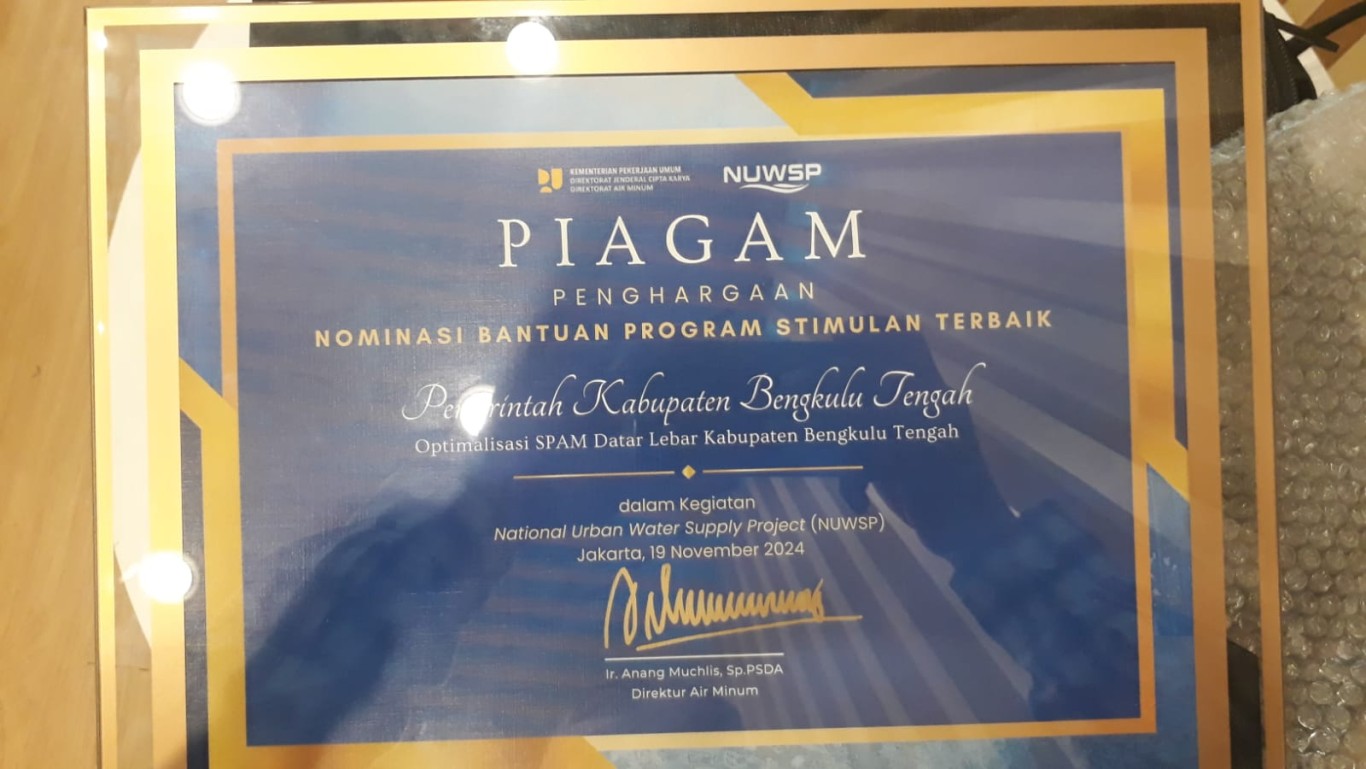 KEMENTERIAN PEKERJAAN UMUM
DIREKTORAT JENDERAL CIPTA KARYA
DIREKTORAT AIR MINUM
NUWSP
PIAGAM
PENGHARGAAN
NOMINASI BANTUAN PROGRAM STIMULAN TERBAIK
Pemerintah Kabupaten Bengkulu Tengah
Optimalisasi SPAM Datar Lebar Kabupaten Bengkulu Tengah
dalam Kegiatan
National Urban Water Supply Project (NUWSP)
Jakarta, 19 November 2024
Ir. Anang Muchlis, Sp.PSDA
Direktur Air Minum